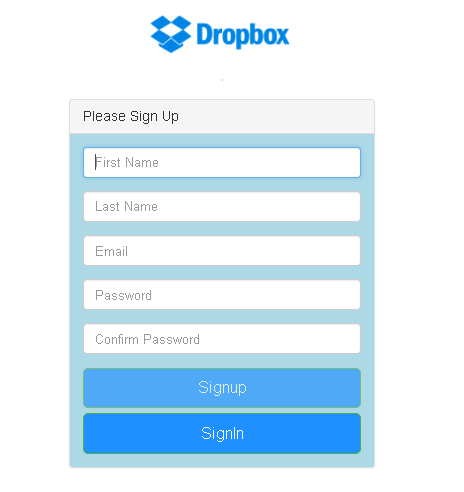 Dropbox
Please Sign Up
First Name
Last Name
Email
Password
Confirm Password
Signup
SignIn